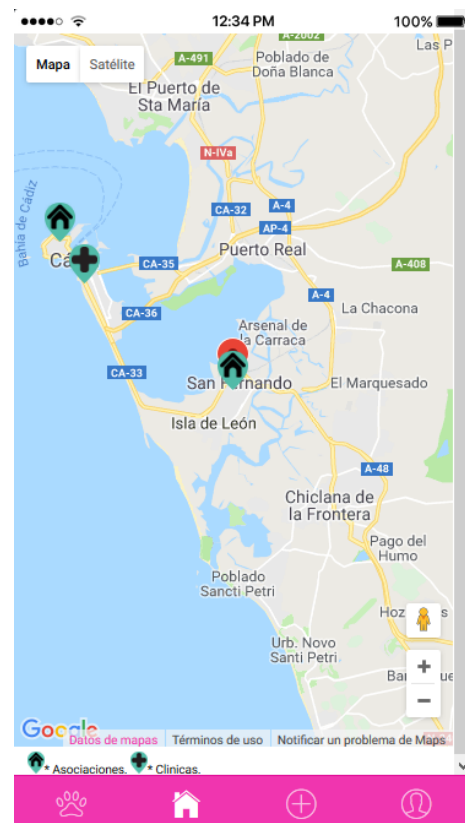 12:34 PM
100%
Mapa
Satélite
A-491
A-2002
Poblado de
Doña Blanca
Las P
El Puerto de
Sta María
N-IVa
Bahía de Cádiz
CA-32
A-4
AP-4
Puerto Real
CA-35
A-408
A-4
CA-36
La Chacona
Arsenal de
la Carraca
CA-33
El Marquesado
Isla de León
A-48
Chiclana de
la Frontera
Pago del
Humo
Poblado
Sancti Petri
Urb. Novo
Santi Petri
Google
Datos de mapas
Términos de uso
Notificar un problema de Maps
* Asociaciones.
* Clinicas.